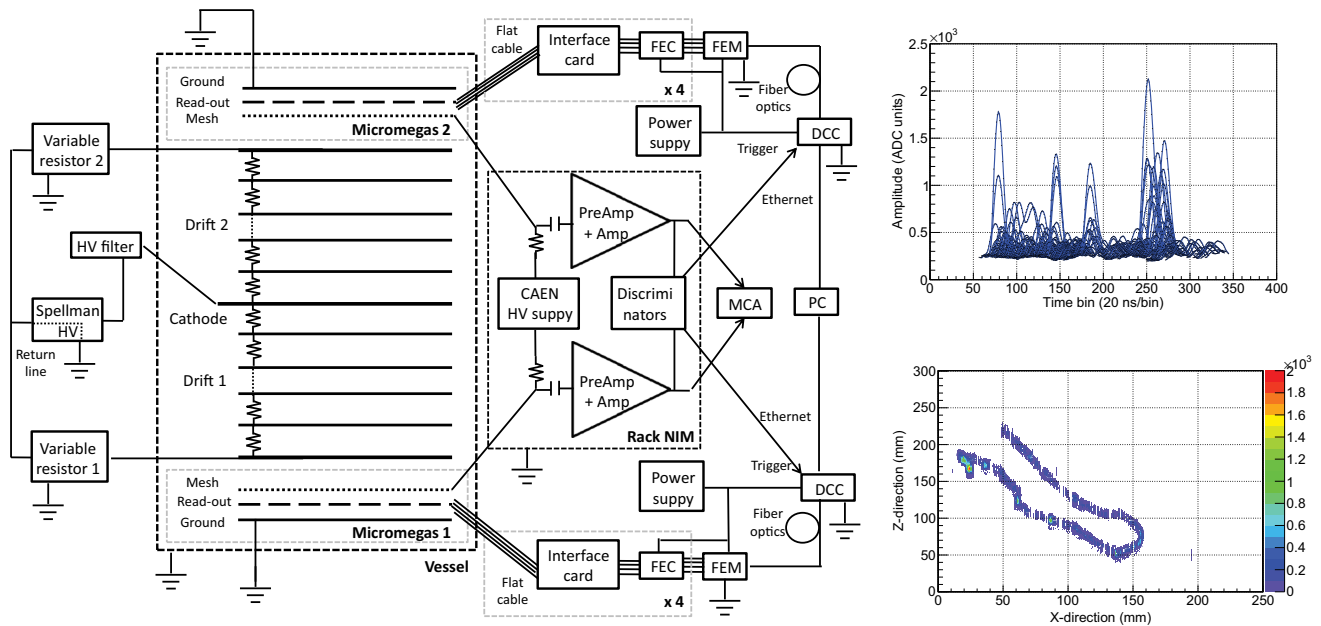 Ground
Read-out
Mesh
Micromegas 2
Flat
cable
Interface
card
FEC
FEM
x 4
Fiber
optics
Power
suppy
DCC
Trigger
Ethernet
Variable
resistor 2
Drift 2
HV filter
Cathode
Spellman
HV
Return
line
Drift 1
Variable
resistor 1
PreAmp
+ Amp
CAEN
HV suppy
Discrimi
nators
MCA
PC
PreAmp
+ Amp
Rack NIM
Ethernet
Trigger
Power
suppy
DCC
Fiber
optics
Mesh
Read-out
Ground
Micromegas 1
Vessel
Flat
cable
Interface
card
FEC
FEM
x 4
×10³
2.5
2
1.5
1
0.5
0
Amplitude (ADC units)
0 50 100 150 200 250 300 350 400
Time bin (20 ns/bin)
300
250
200
150
100
50
0
Z-direction (mm)
0 50 100 150 200 250
X-direction (mm)
×10³
2
1.8
1.6
1.4
1.2
1
0.8
0.6
0.4
0.2
0